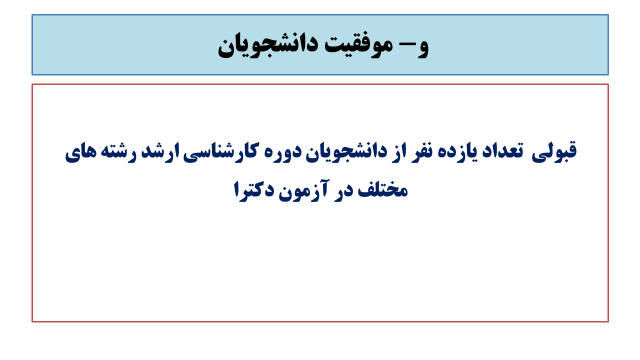 و- موفقیت دانشجویان
قبولی تعداد یازده نفر از دانشجویان دوره کارشناسی ارشد رشته های
مختلف در آزمون دکترا